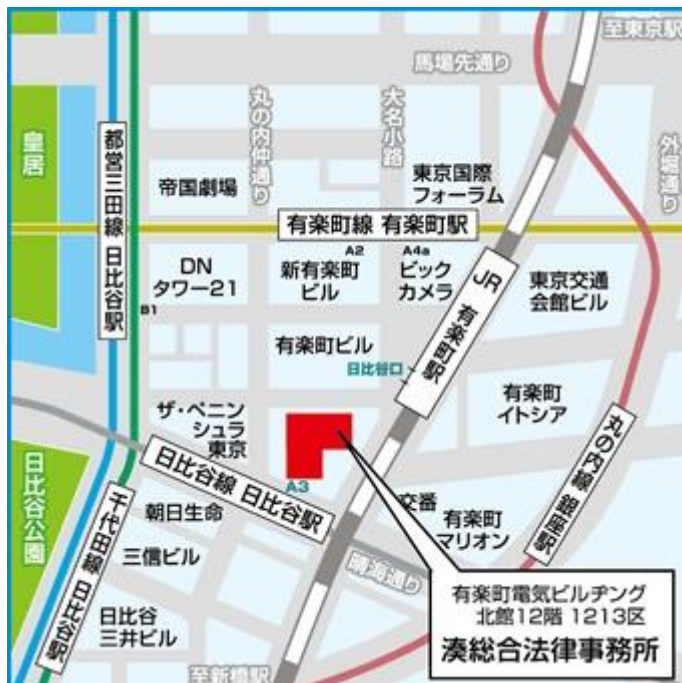 至東京駅
馬場先通り
皇居
都営三田線 日比谷駅
丸の内仲通り
大名小路
外堀通り
帝国劇場
東京国際
フォーラム
有楽町線 有楽町駅
A2
A4a
DN
タワー21
新有楽町
ビル
ビック
カメラ
JR 有楽町駅
東京交通
会館ビル
B1
有楽町ビル
日比谷口
有楽町
イトシア
ザ・ペニン
シュラ
東京
日比谷線 日比谷駅
A3
丸の内線 銀座駅
日比谷公園
千代田線 日比谷駅
朝日生命
交番
有楽町
マリオン
三信ビル
晴海通り
日比谷
三井ビル
至新橋駅
有楽町電気ビルヂング
北館12階 1213区
湊総合法律事務所